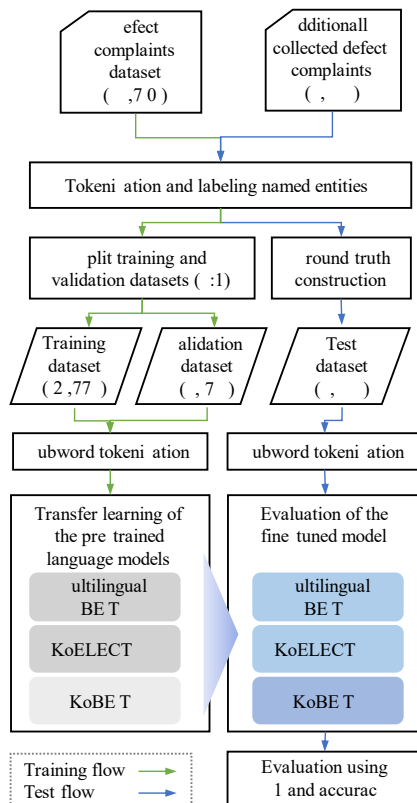 efect
complaints
dataset
( ,7 0 )
dditionall
collected defect
complaints
( , )
Tokeni ation and labeling named entities
plit training and
validation datasets ( :1)
round truth
construction
Training
dataset
( 2 ,77 )
alidation
dataset
( , 7 )
Test
dataset
( , )
ubword tokeni ation
ubword tokeni ation
Transfer learning of
the pre trained
language models
ultilingual
BE T
KoELECT
KoBE T
Evaluation of the
fine tuned model
ultilingual
BE T
KoELECT
KoBE T
Evaluation using
1 and accurac
Training flow
Test flow